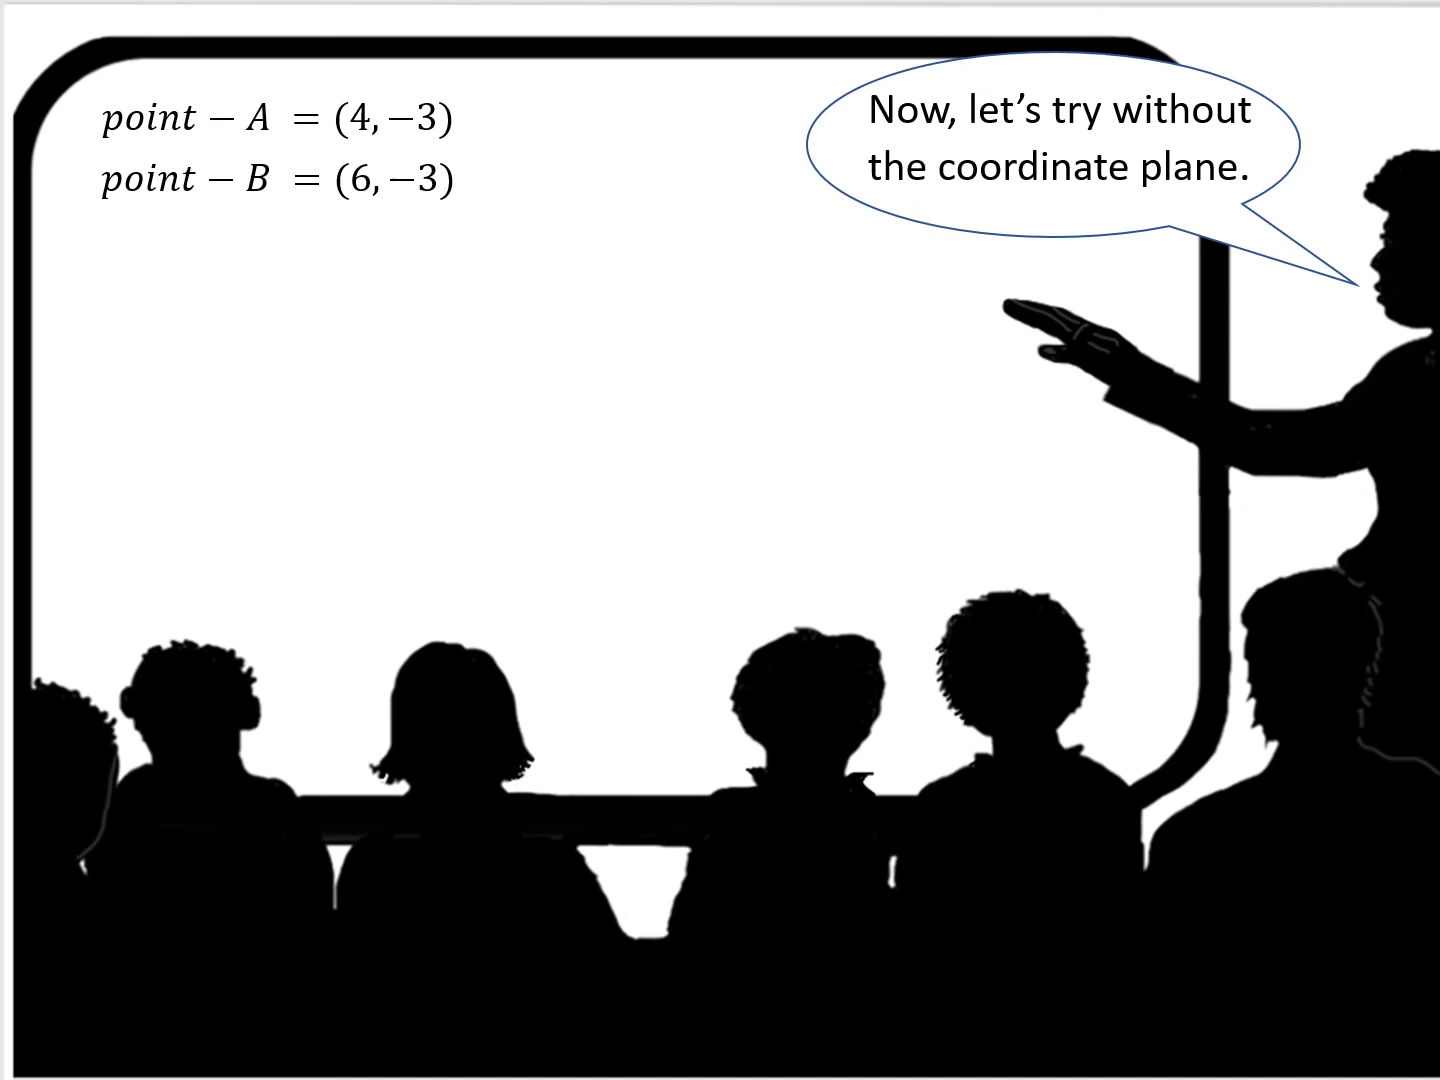 point − A = (4, −3)
point − B = (6, −3)
Now, let’s try without
the coordinate plane.